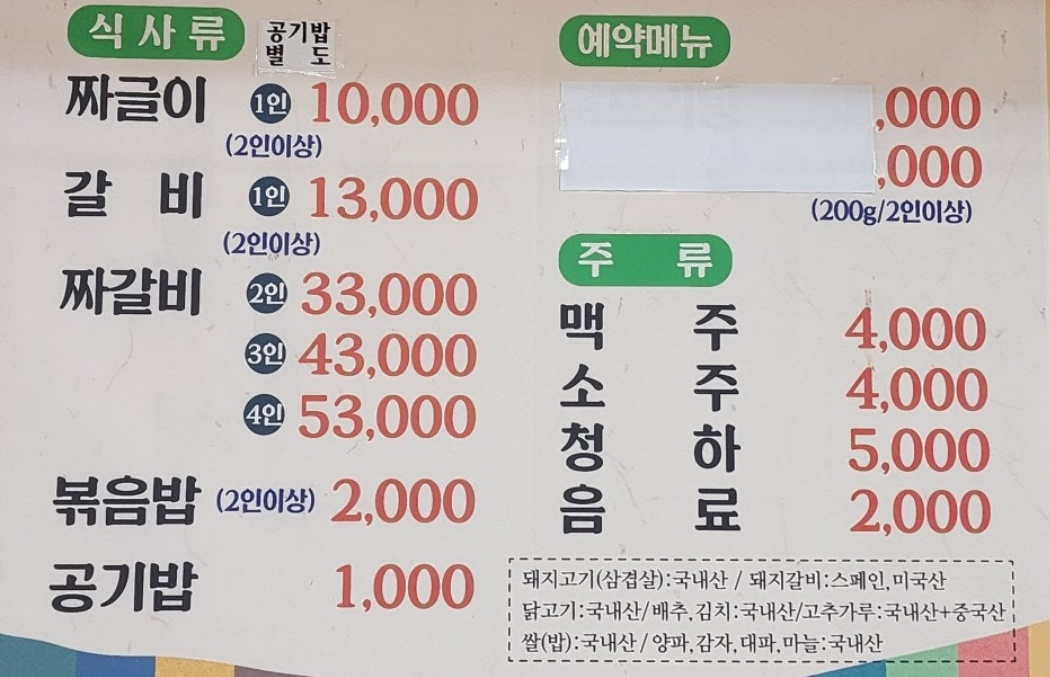 식사류 공기밥 별도
짜글이 1인 10,000
(2인이상)
갈 비 1인 13,000
(2인이상)
짜갈비 2인 33,000
3인 43,000
4인 53,000
볶음밥 (2인이상) 2,000
공기밥 1,000
예약메뉴
,000
,000
(200g/2인이상)
주 류
맥 주 4,000
소 주 4,000
청 하 5,000
음 료 2,000
돼지고기(삼겹살):국내산 / 돼지갈비:스페인,미국산
닭고기:국내산/배추,김치:국내산/고추가루:국내산+중국산
쌀(밥):국내산 / 양파,감자,대파,마늘:국내산